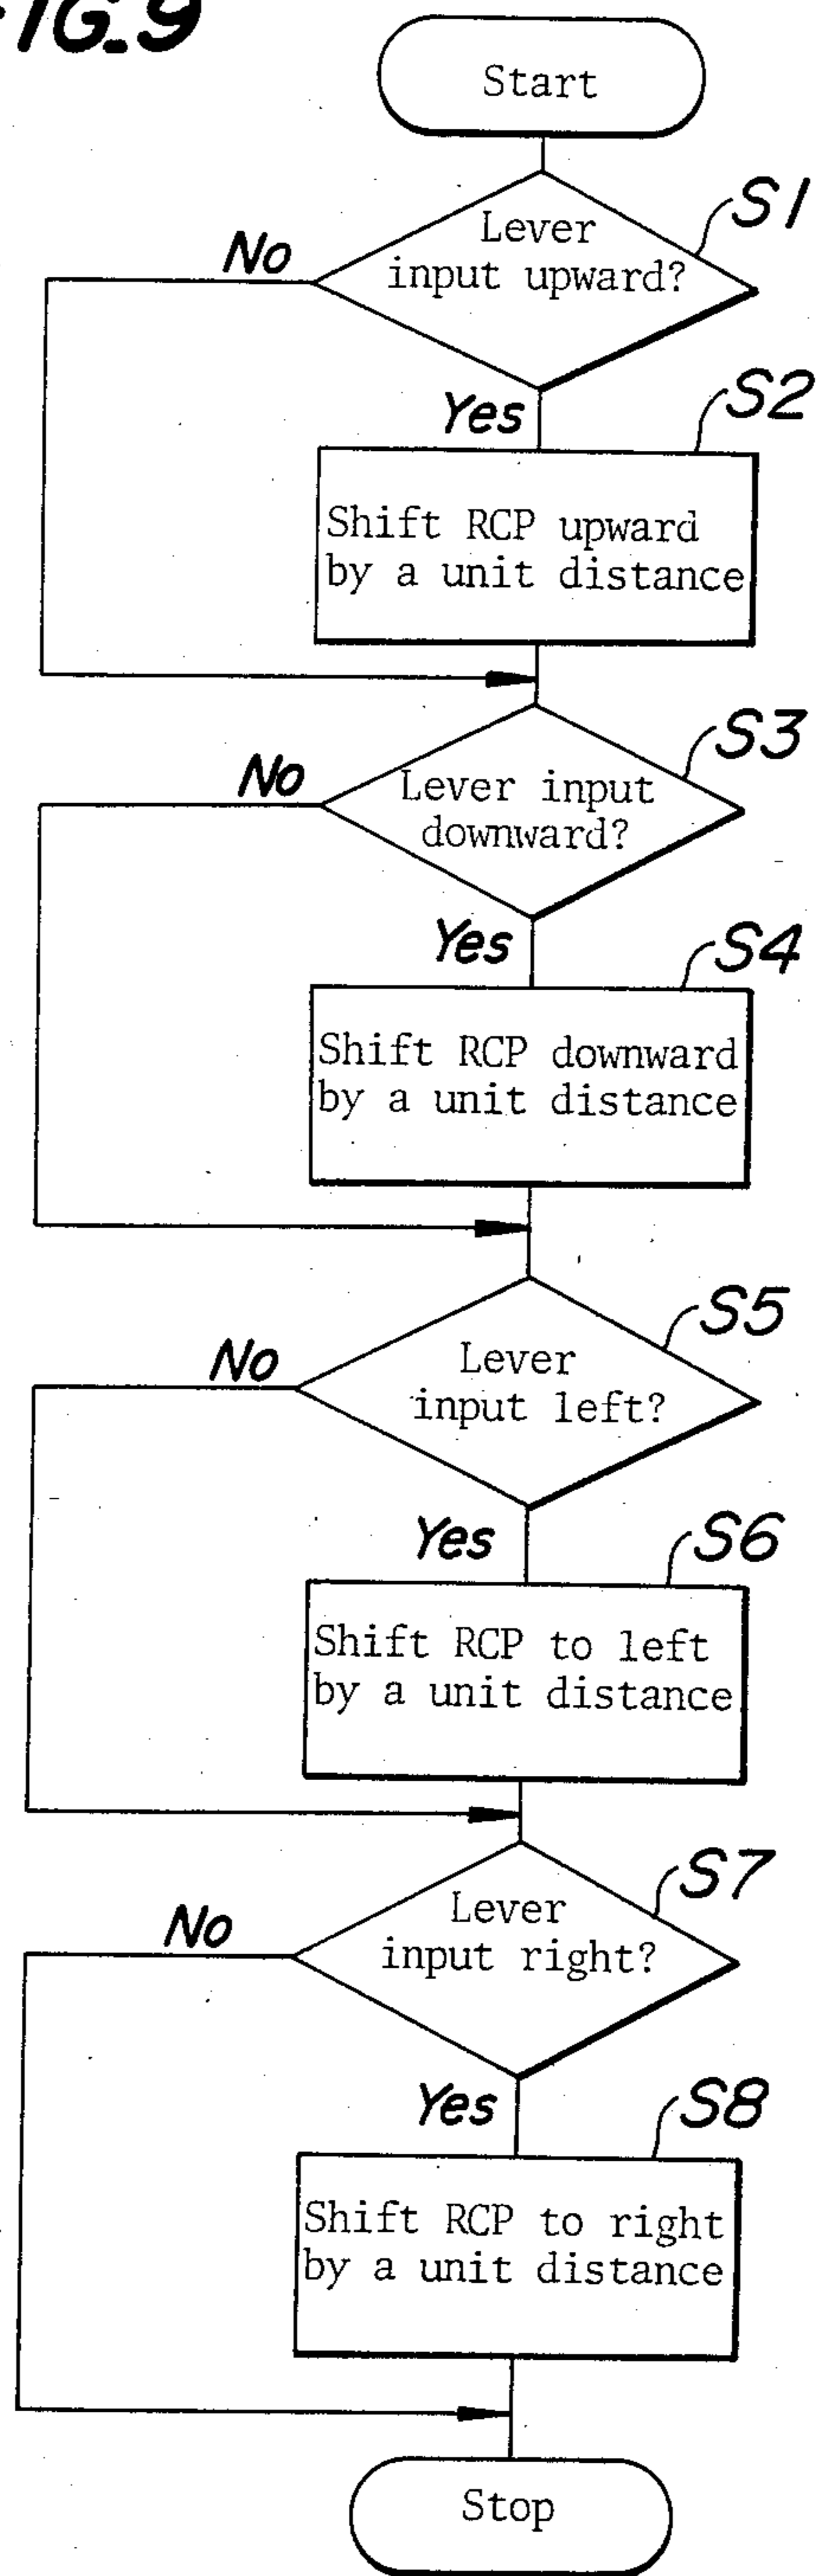 FIG.9
Start
S1
Lever
input upward?
No
Yes
S2
Shift RCP upward
by a unit distance
S3
No
Lever input
downward?
Yes
S4
Shift RCP downward
by a unit distance
S5
No
Lever
input left?
Yes
S6
Shift RCP to left
by a unit distance
S7
No
Lever
input right?
Yes
S8
Shift RCP to right
by a unit distance
Stop